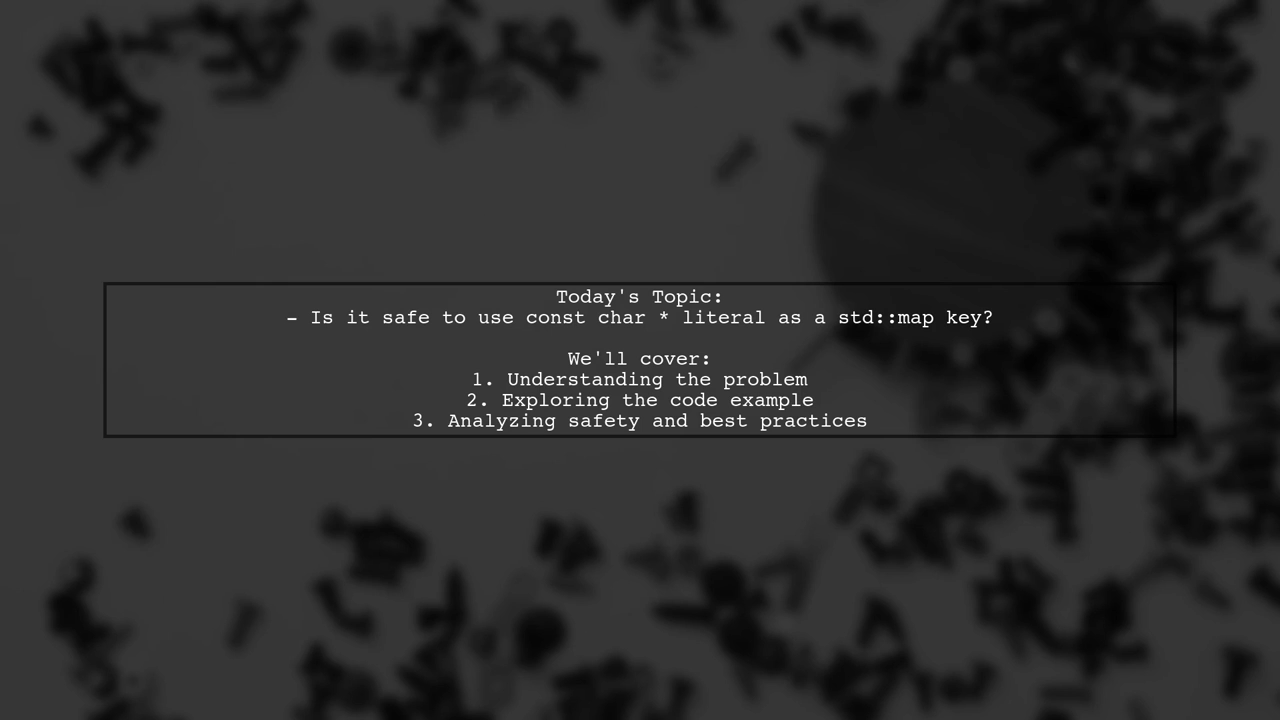 Today's Topic:
- Is it safe to use const char * literal as a std::map key?
We'll cover:
1. Understanding the problem
2. Exploring the code example
3. Analyzing safety and best practices